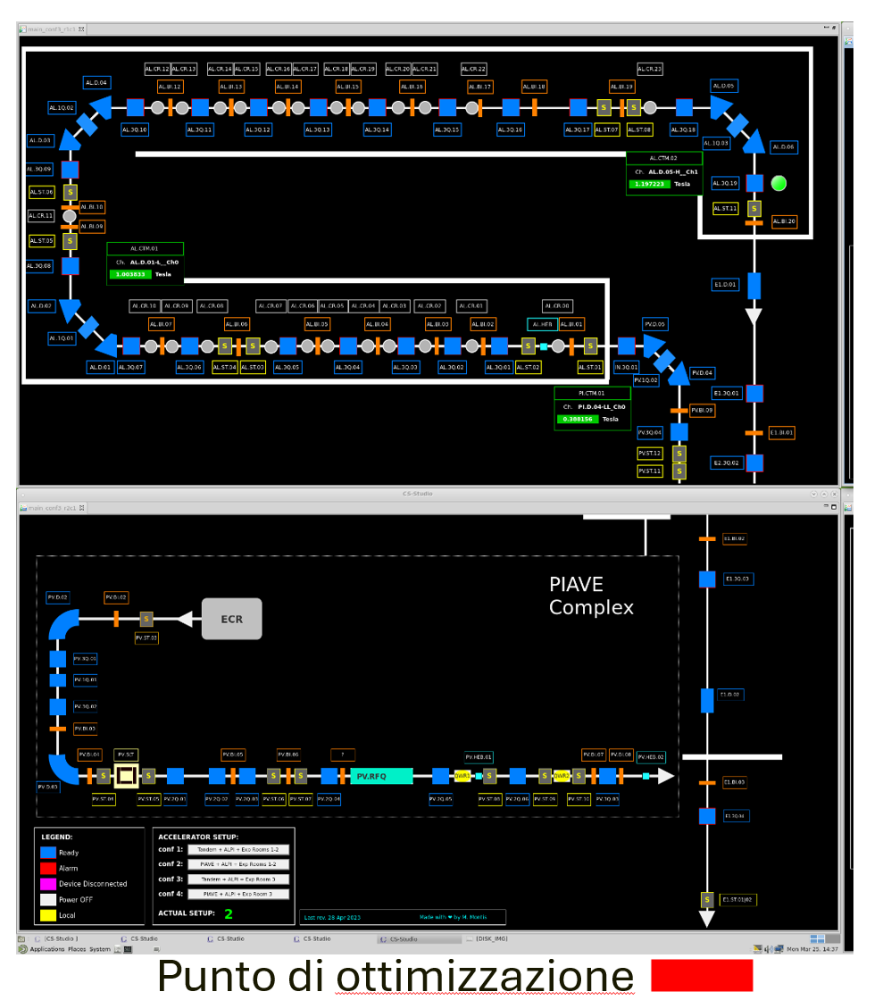 main_conf3_r1c1
AL.CR.12 AL.CR.13 AL.CR.14 AL.CR.15 AL.CR.16 AL.CR.17 AL.CR.18 AL.CR.19 AL.CR.20 AL.CR.21 AL.CR.22 AL.CR.23
AL.D.04 AL.BI.12 AL.BI.13 AL.BI.14 AL.BI.15 AL.BI.16 AL.BI.17 AL.BI.18 AL.BI.19 AL.D.05
AL.1Q.02 S S
AL.3Q.10 AL.3Q.11 AL.3Q.12 AL.3Q.13 AL.3Q.14 AL.3Q.15 AL.3Q.16 AL.3Q.17 AL.ST.07 AL.ST.08 AL.3Q.18
AL.D.03 AL.1Q.03 AL.D.06
AL.3Q.09 AL.CTM.02
Ch. AL.D.05-H__Ch1
1.197223 Tesla
AL.3Q.19
AL.ST.06 S
AL.BI.10 AL.ST.11 S
AL.CR.11
AL.BI.09 AL.BI.20
AL.ST.05 S
AL.CTM.01
Ch. AL.D.01-L__Ch0
1.003833 Tesla
AL.3Q.08
E1.D.01
AL.D.02 AL.CR.10 AL.CR.09 AL.CR.08 AL.CR.07 AL.CR.06 AL.CR.05 AL.CR.04 AL.CR.03 AL.CR.02 AL.CR.01 AL.CR.00
AL.BI.07 AL.BI.06 AL.BI.05 AL.BI.04 AL.BI.03 AL.BI.02 AL.HEB AL.BI.01 PV.D.05
AL.1Q.01
S S S S
AL.D.01 AL.3Q.07 AL.3Q.06 AL.ST.04 AL.ST.03 AL.3Q.05 AL.3Q.04 AL.3Q.03 AL.3Q.02 AL.3Q.01 AL.ST.02 AL.ST.01 IN.3Q.01
PV.D.04
PV.1Q.02
PI.CTM.01
Ch. PI.D.04-LL_Ch0
0.388156 Tesla
E1.3Q.01
PV.BI.09
PV.3Q.04 E1.BI.01
PV.ST.12 S
E2.3Q.02
PV.ST.11 S
CS-Studio
main_conf3_r2c1
E1.BI.02
E1.3Q.03
PIAVE
Complex
PV.D.02 PV.BI.02
S ECR
PV.ST.03
PV.3Q.01
PV.1Q.01
E1.D.02
PV.3Q.02
PV.BI.03
PV.BI.04 PV.SLT PV.BI.05 PV.BI.06 ? PV.HEB.01 PV.BI.07 PV.BI.08 PV.HEB.02
S S S S PV.RFQ QWR1 S S QWR2 S
PV.D.03 E1.BI.03
PV.ST.04 PV.ST.05 PV.2Q.01 PV.2Q.02 PV.2Q.03 PV.ST.06 PV.ST.07 PV.2Q.04 PV.2Q.05 PV.ST.08 PV.2Q.06 PV.ST.09 PV.ST.10 PV.3Q.03
E1.3Q.04
LEGEND:
Ready
Alarm
Device Disconnected
Power OFF
Local
ACCELERATOR SETUP:
conf 1: Tandem + ALPI + Exp Rooms 1-2
conf 2: PIAVE + ALPI + Exp Rooms 1-2
conf 3: Tandem + ALPI + Exp Room 3
conf 4: PIAVE + ALPI + Exp Room 3
ACTUAL SETUP: 2
Last rev. 28 Apr 2023 Made with ♥ by M. Montis
S E1.ST.01|02
[CS-Studio ] CS-Studio CS-Studio CS-Studio CS-Studio [DISK_IMG]
Applications Places System Mon Mar 25, 14:37
Punto di ottimizzazione